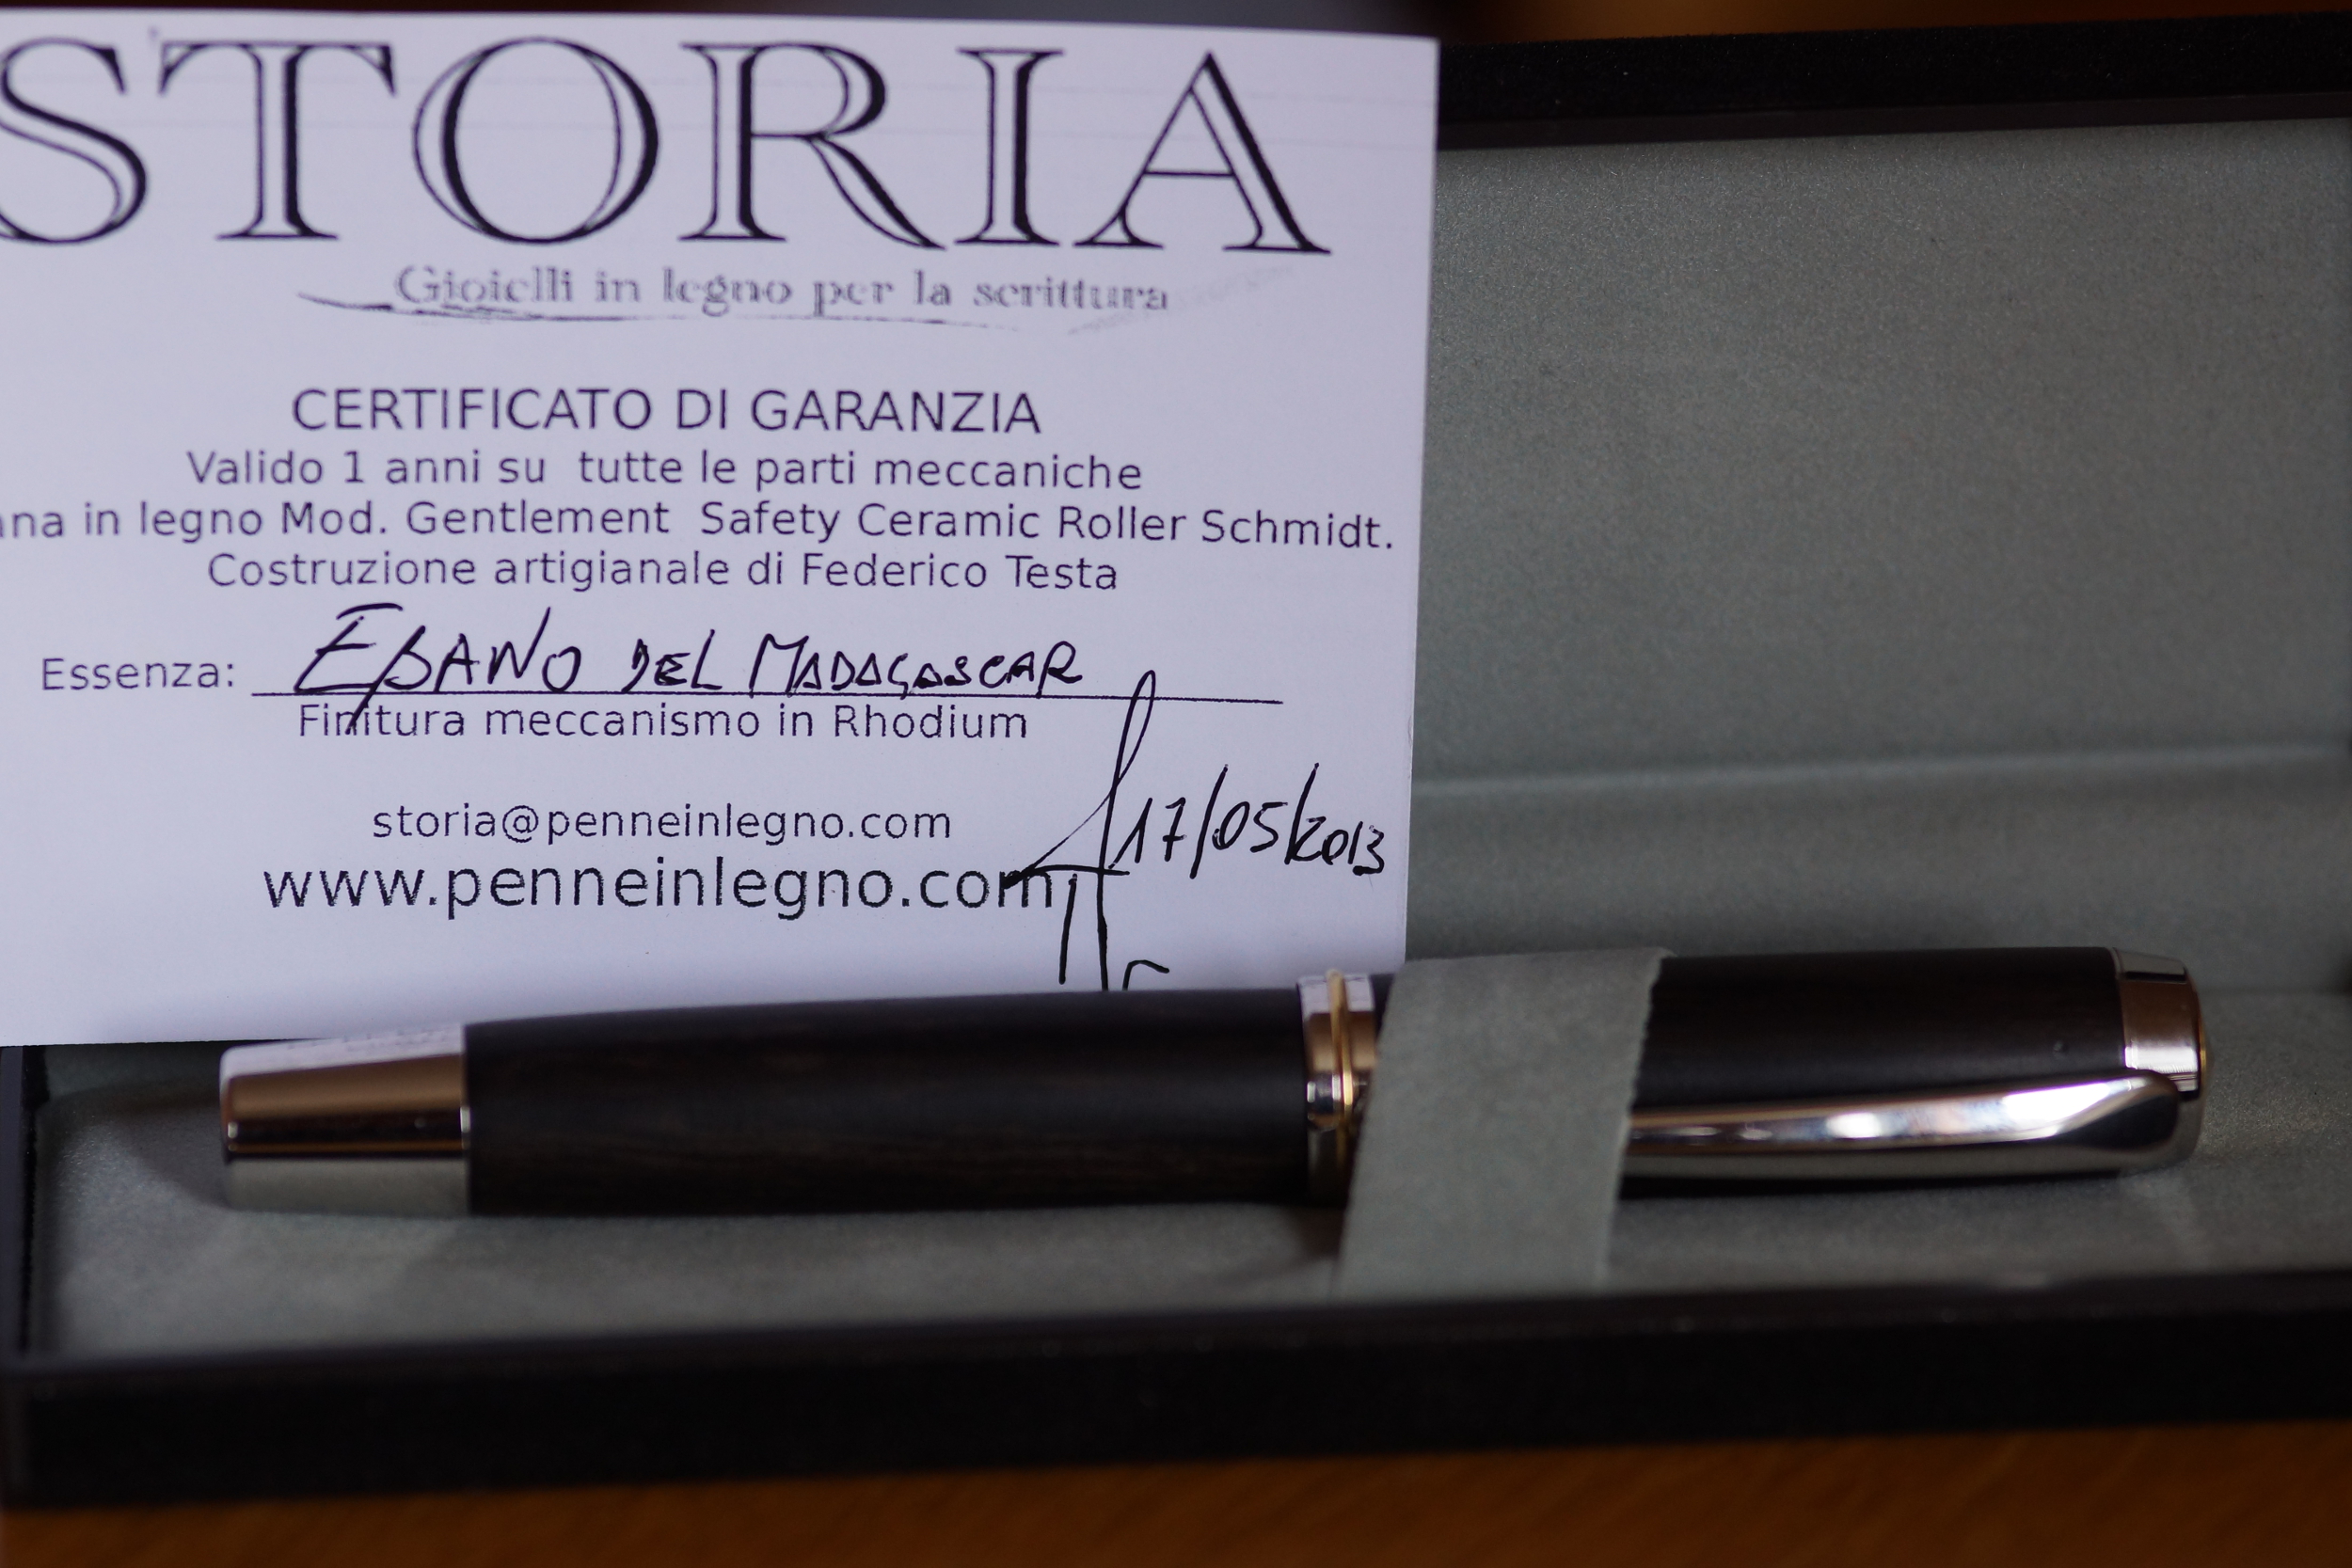 STORIA
Gioielli in legno per la scrittura
CERTIFICATO DI GARANZIA
Valido 1 anni su tutte le parti meccaniche
in legno Mod. Gentlement Safety Ceramic Roller Schmidt.
Costruzione artigianale di Federico Testa
Essenza: EBANO DEL MADAGASCAR
Finitura meccanismo in Rhodium
storia@penneinlegno.com
17/05/2013
www.penneinlegno.com